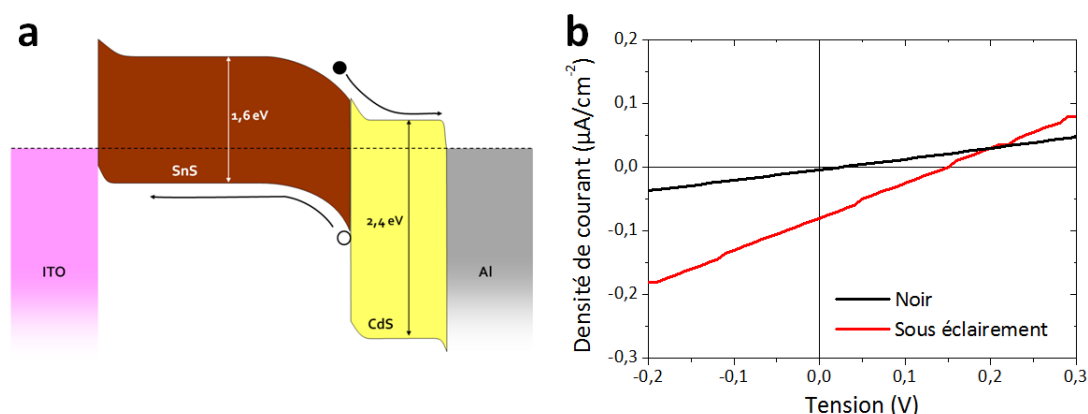 a
1,6 eV
SnS
2,4 eV
ITO
Al
CdS
b
Densité de courant (µA/cm⁻²)
0,2
0,1
0,0
-0,1
-0,2
-0,3
Noir
Sous éclairement
-0,2 -0,1 0,0 0,1 0,2 0,3
Tension (V)